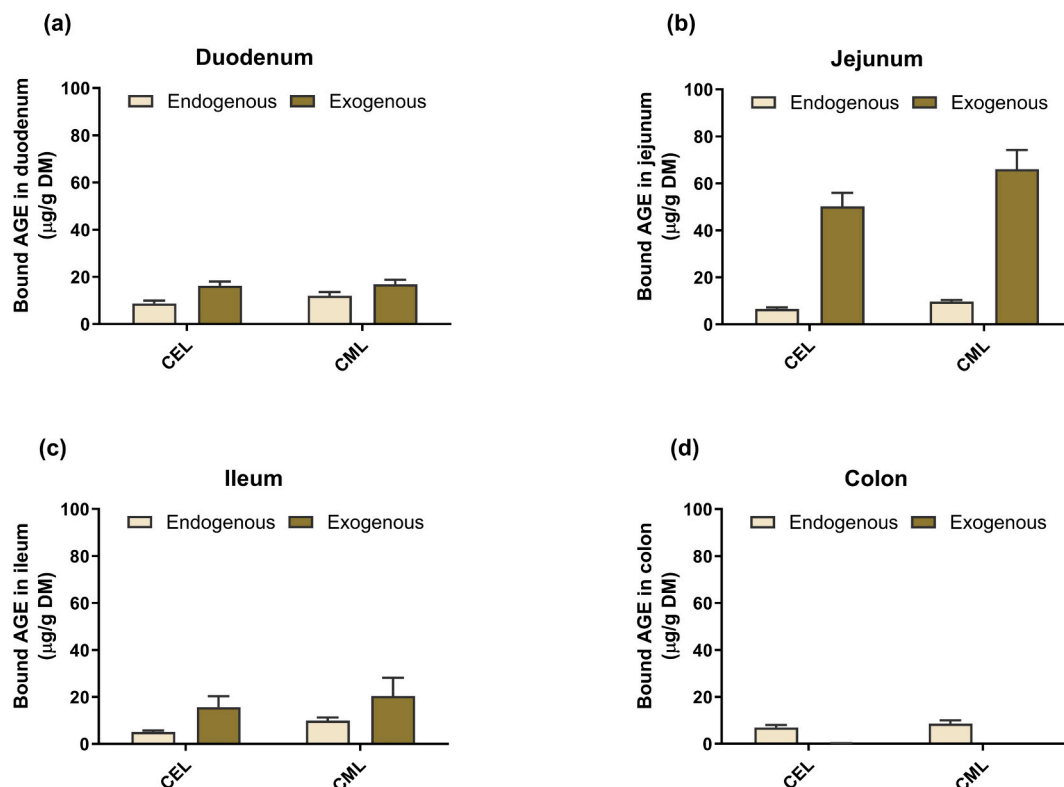 (a)
Duodenum
Endogenous Exogenous
Bound AGE in duodenum
(μg/g DM)
100
80
60
40
20
0
CEL
CML
(b)
Jejunum
Endogenous Exogenous
Bound AGE in jejunum
(μg/g DM)
100
80
60
40
20
0
CEL
CML
(c)
Ileum
Endogenous Exogenous
Bound AGE in ileum
(μg/g DM)
100
80
60
40
20
0
CEL
CML
(d)
Colon
Endogenous Exogenous
Bound AGE in colon
(μg/g DM)
100
80
60
40
20
0
CEL
CML